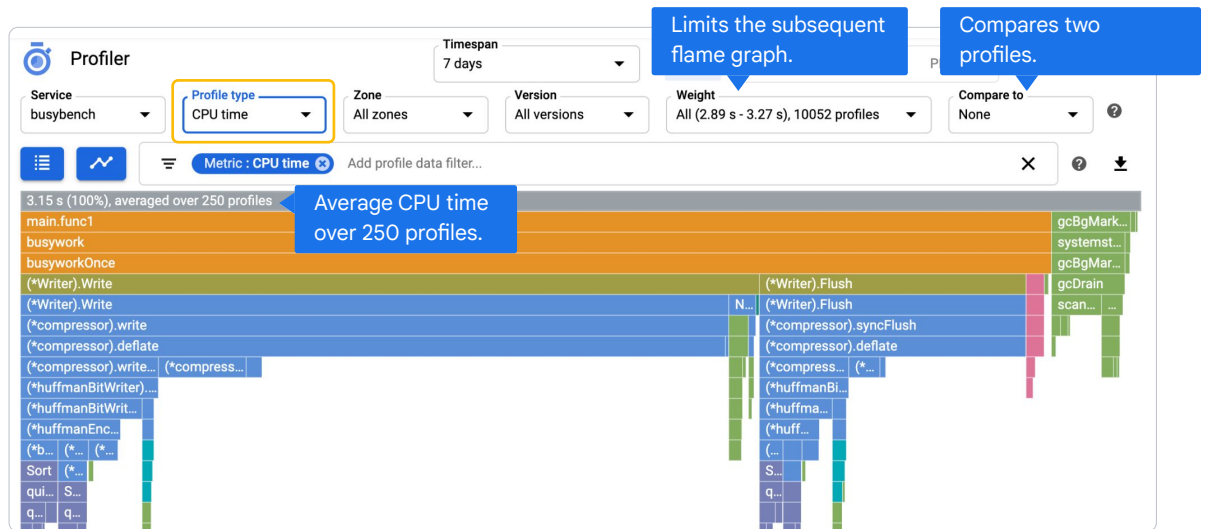 Limits the subsequent
flame graph.
Compares two
profiles.
Profiler
Timespan
7 days
Service
busybench
Profile type
CPU time
Zone
All zones
Version
All versions
Weight
All (2.89 s - 3.27 s), 10052 profiles
Compare to
None
Metric : CPU time
Add profile data filter...
3.15 s (100%), averaged over 250 profiles
Average CPU time
over 250 profiles.
main.func1
gcBgMark...
busywork
systemst...
busyworkOnce
gcBgMar...
(*Writer).Write
(*Writer).Flush
gcDrain
(*Writer).Write
N...
(*Writer).Flush
scan...
...
(*compressor).write
(*compressor).syncFlush
(*compressor).deflate
(*compressor).deflate
(*compressor).write...
(*compress...
(*compress...
(*...
(*huffmanBitWriter)....
(*huffmanBi...
(*huffmanBitWrit...
(*huffma...
(*huffmanEnc...
(*huff...
(*b...
(*...
(*...
(...
Sort
(*...
S...
qui...
S...
q...
q...
q...